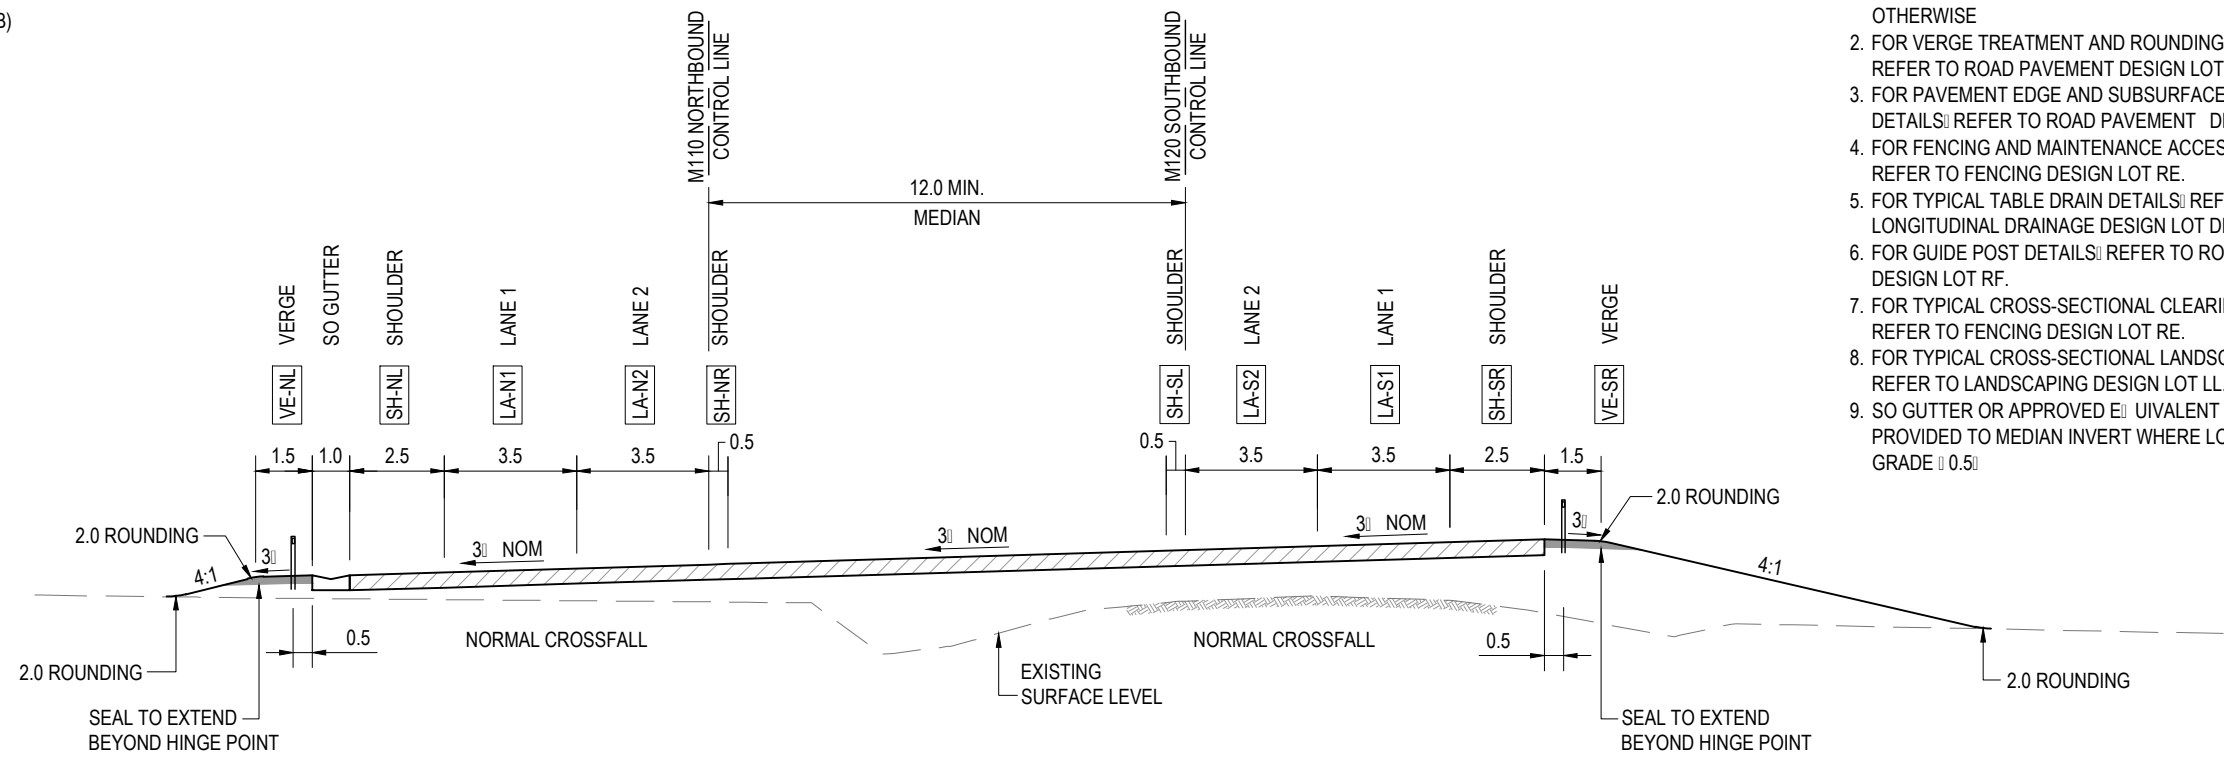 3)
M110 NORTHBOUND
CONTROL LINE
M120 SOUTHBOUND
CONTROL LINE
12.0 MIN.
MEDIAN
VERGE
SO GUTTER
SHOULDER
LANE 1
LANE 2
SHOULDER
SHOULDER
LANE 2
LANE 1
SHOULDER
VERGE
VE-NL
SH-NL
LA-N1
LA-N2
SH-NR
SH-SL
LA-S2
LA-S1
SH-SR
VE-SR
1.5 1.0 2.5 3.5 3.5 0.5
0.5 3.5 3.5 2.5 1.5
2.0 ROUNDING
3▯
4:1
3▯ NOM
3▯ NOM
3▯ NOM
3▯
2.0 ROUNDING
4:1
2.0 ROUNDING
0.5
NORMAL CROSSFALL
EXISTING
SURFACE LEVEL
NORMAL CROSSFALL
0.5
2.0 ROUNDING
SEAL TO EXTEND
BEYOND HINGE POINT
SEAL TO EXTEND
BEYOND HINGE POINT
OTHERWISE
2. FOR VERGE TREATMENT AND ROUNDING
REFER TO ROAD PAVEMENT DESIGN LOT
3. FOR PAVEMENT EDGE AND SUBSURFACE
DETAILS▯ REFER TO ROAD PAVEMENT
4. FOR FENCING AND MAINTENANCE
REFER TO FENCING DESIGN LOT RE.
5. FOR TYPICAL TABLE DRAIN DETAILS▯
LONGITUDINAL DRAINAGE DESIGN LOT
6. FOR GUIDE POST DETAILS▯ REFER TO
DESIGN LOT RF.
7. FOR TYPICAL CROSS-SECTIONAL
REFER TO FENCING DESIGN LOT RE.
8. FOR TYPICAL CROSS-SECTIONAL
REFER TO LANDSCAPING DESIGN LOT LL.
9. SO GUTTER OR APPROVED E▯ UIVALENT
PROVIDED TO MEDIAN INVERT WHERE
GRADE ▯ 0.5▯